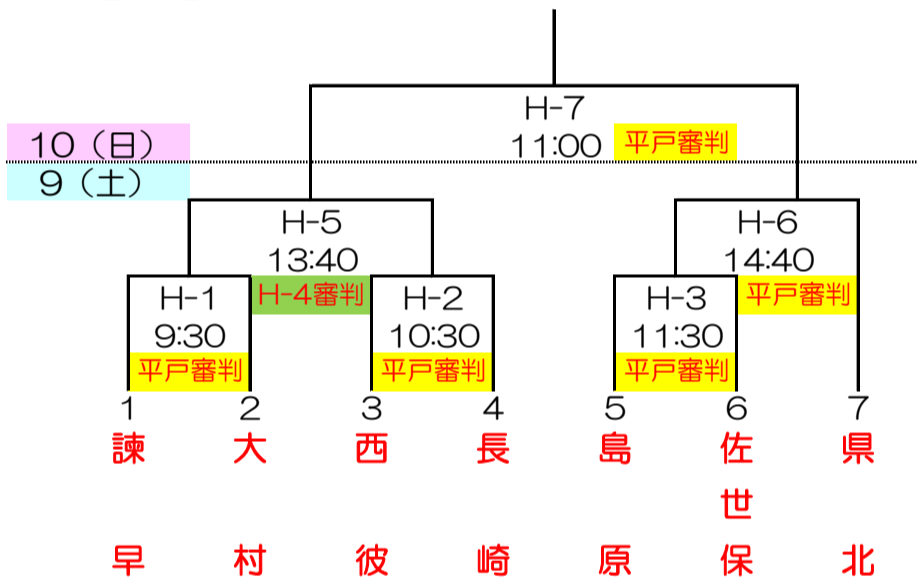 H-7
10（日）
11:00 平戸審判
9（土）
H-5
H-6
13:40
14:40
H-1
H-4審判
H-2
H-3
平戸審判
9:30
10:30
11:30
平戸審判
平戸審判
平戸審判
1 2 3 4 5 6 7
諫早
大村
西彼
長崎
島原
佐世保
県北